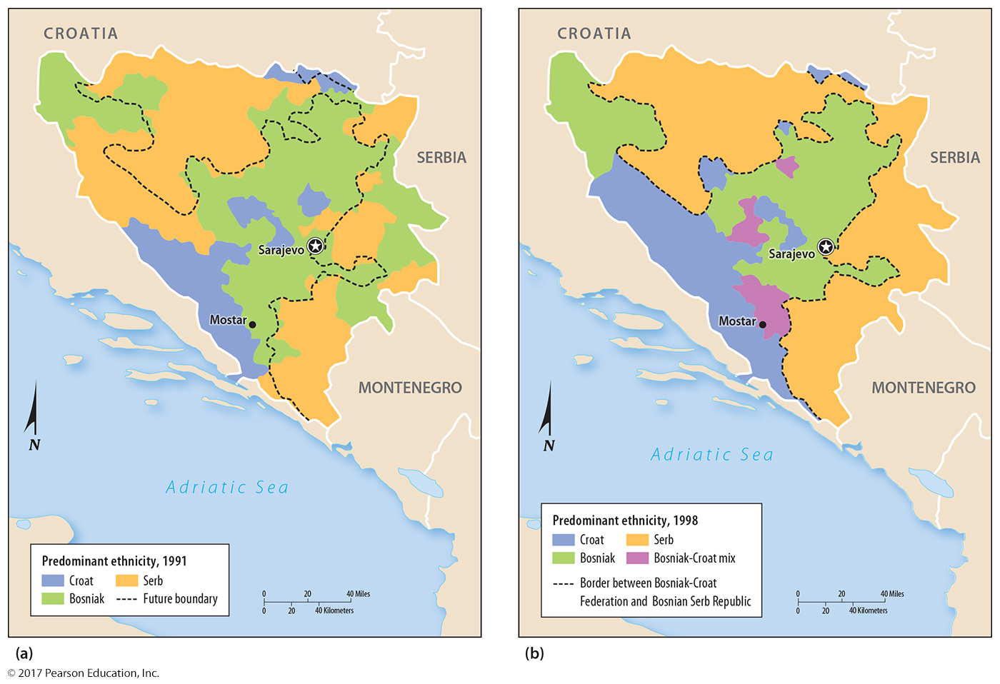 CROATIA
SERBIA
Sarajevo
Mostar
MONTENEGRO
N
Adriatic Sea
Predominant ethnicity, 1991
Croat
Serb
Bosniak
Future boundary
0 20 40 Miles
0 20 40 Kilometers
(a)
CROATIA
SERBIA
Sarajevo
Mostar
MONTENEGRO
N
Adriatic Sea
Predominant ethnicity, 1998
Croat
Serb
Bosniak
Bosniak-Croat mix
Border between Bosniak-Croat
Federation and Bosnian Serb Republic
0 20 40 Miles
0 20 40 Kilometers
(b)
© 2017 Pearson Education, Inc.